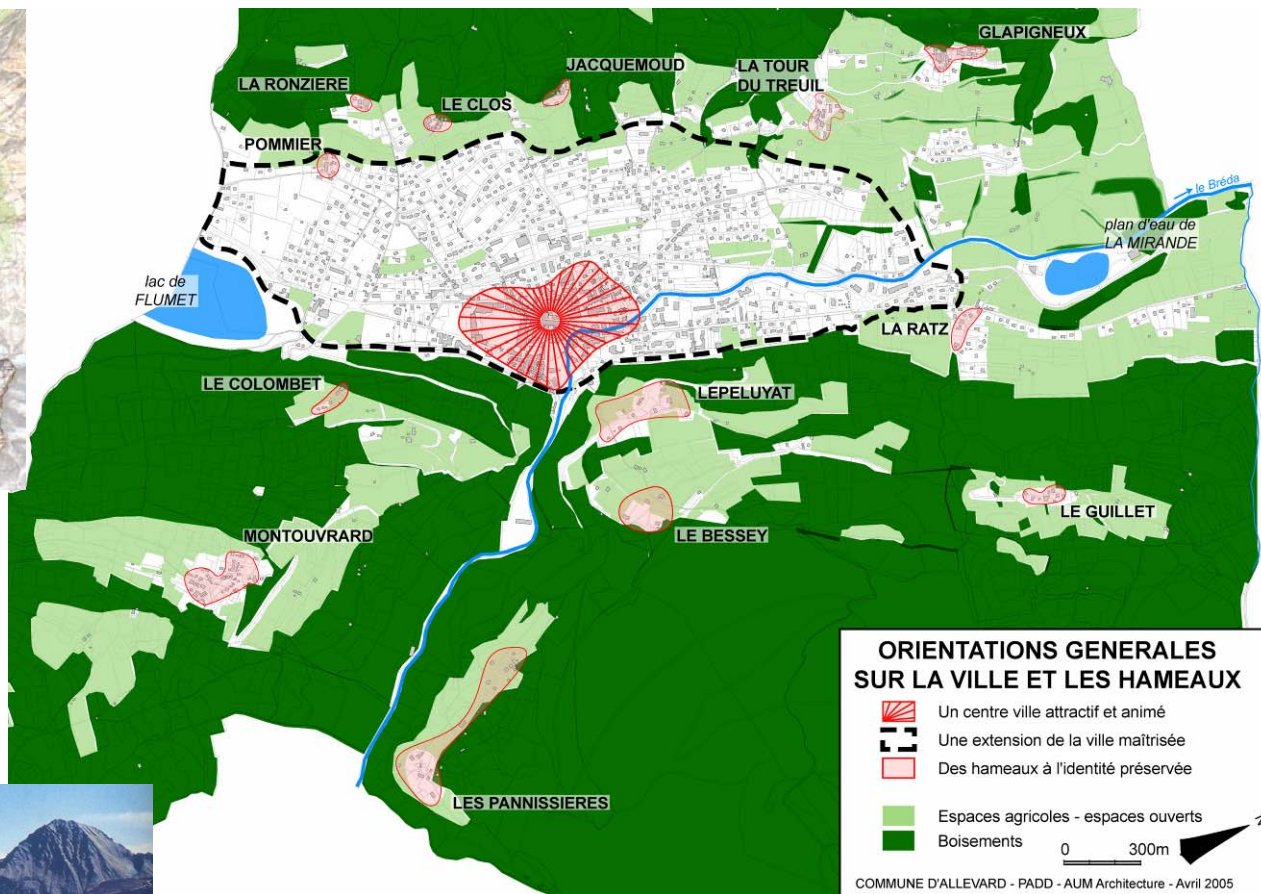 GLAPIGNEUX
JACQUEMOUD
LA TOUR
DU TREUIL
LA RONZIERE
LE CLOS
POMMIER
le Bréda
plan d'eau de
LA MIRANDE
lac de
FLUMET
LA RATZ
LE COLOMBET
LEPELUYAT
LE GUILLET
MONTOUVRARD
LE BESSEY
LES PANNISSIERES
ORIENTATIONS GENERALES
SUR LA VILLE ET LES HAMEAUX
Un centre ville attractif et animé
Une extension de la ville maîtrisée
Des hameaux à l'identité préservée
Espaces agricoles - espaces ouverts
Boisements
0 300m
COMMUNE D'ALLEVARD - PADD - AUM Architecture - Avril 2005